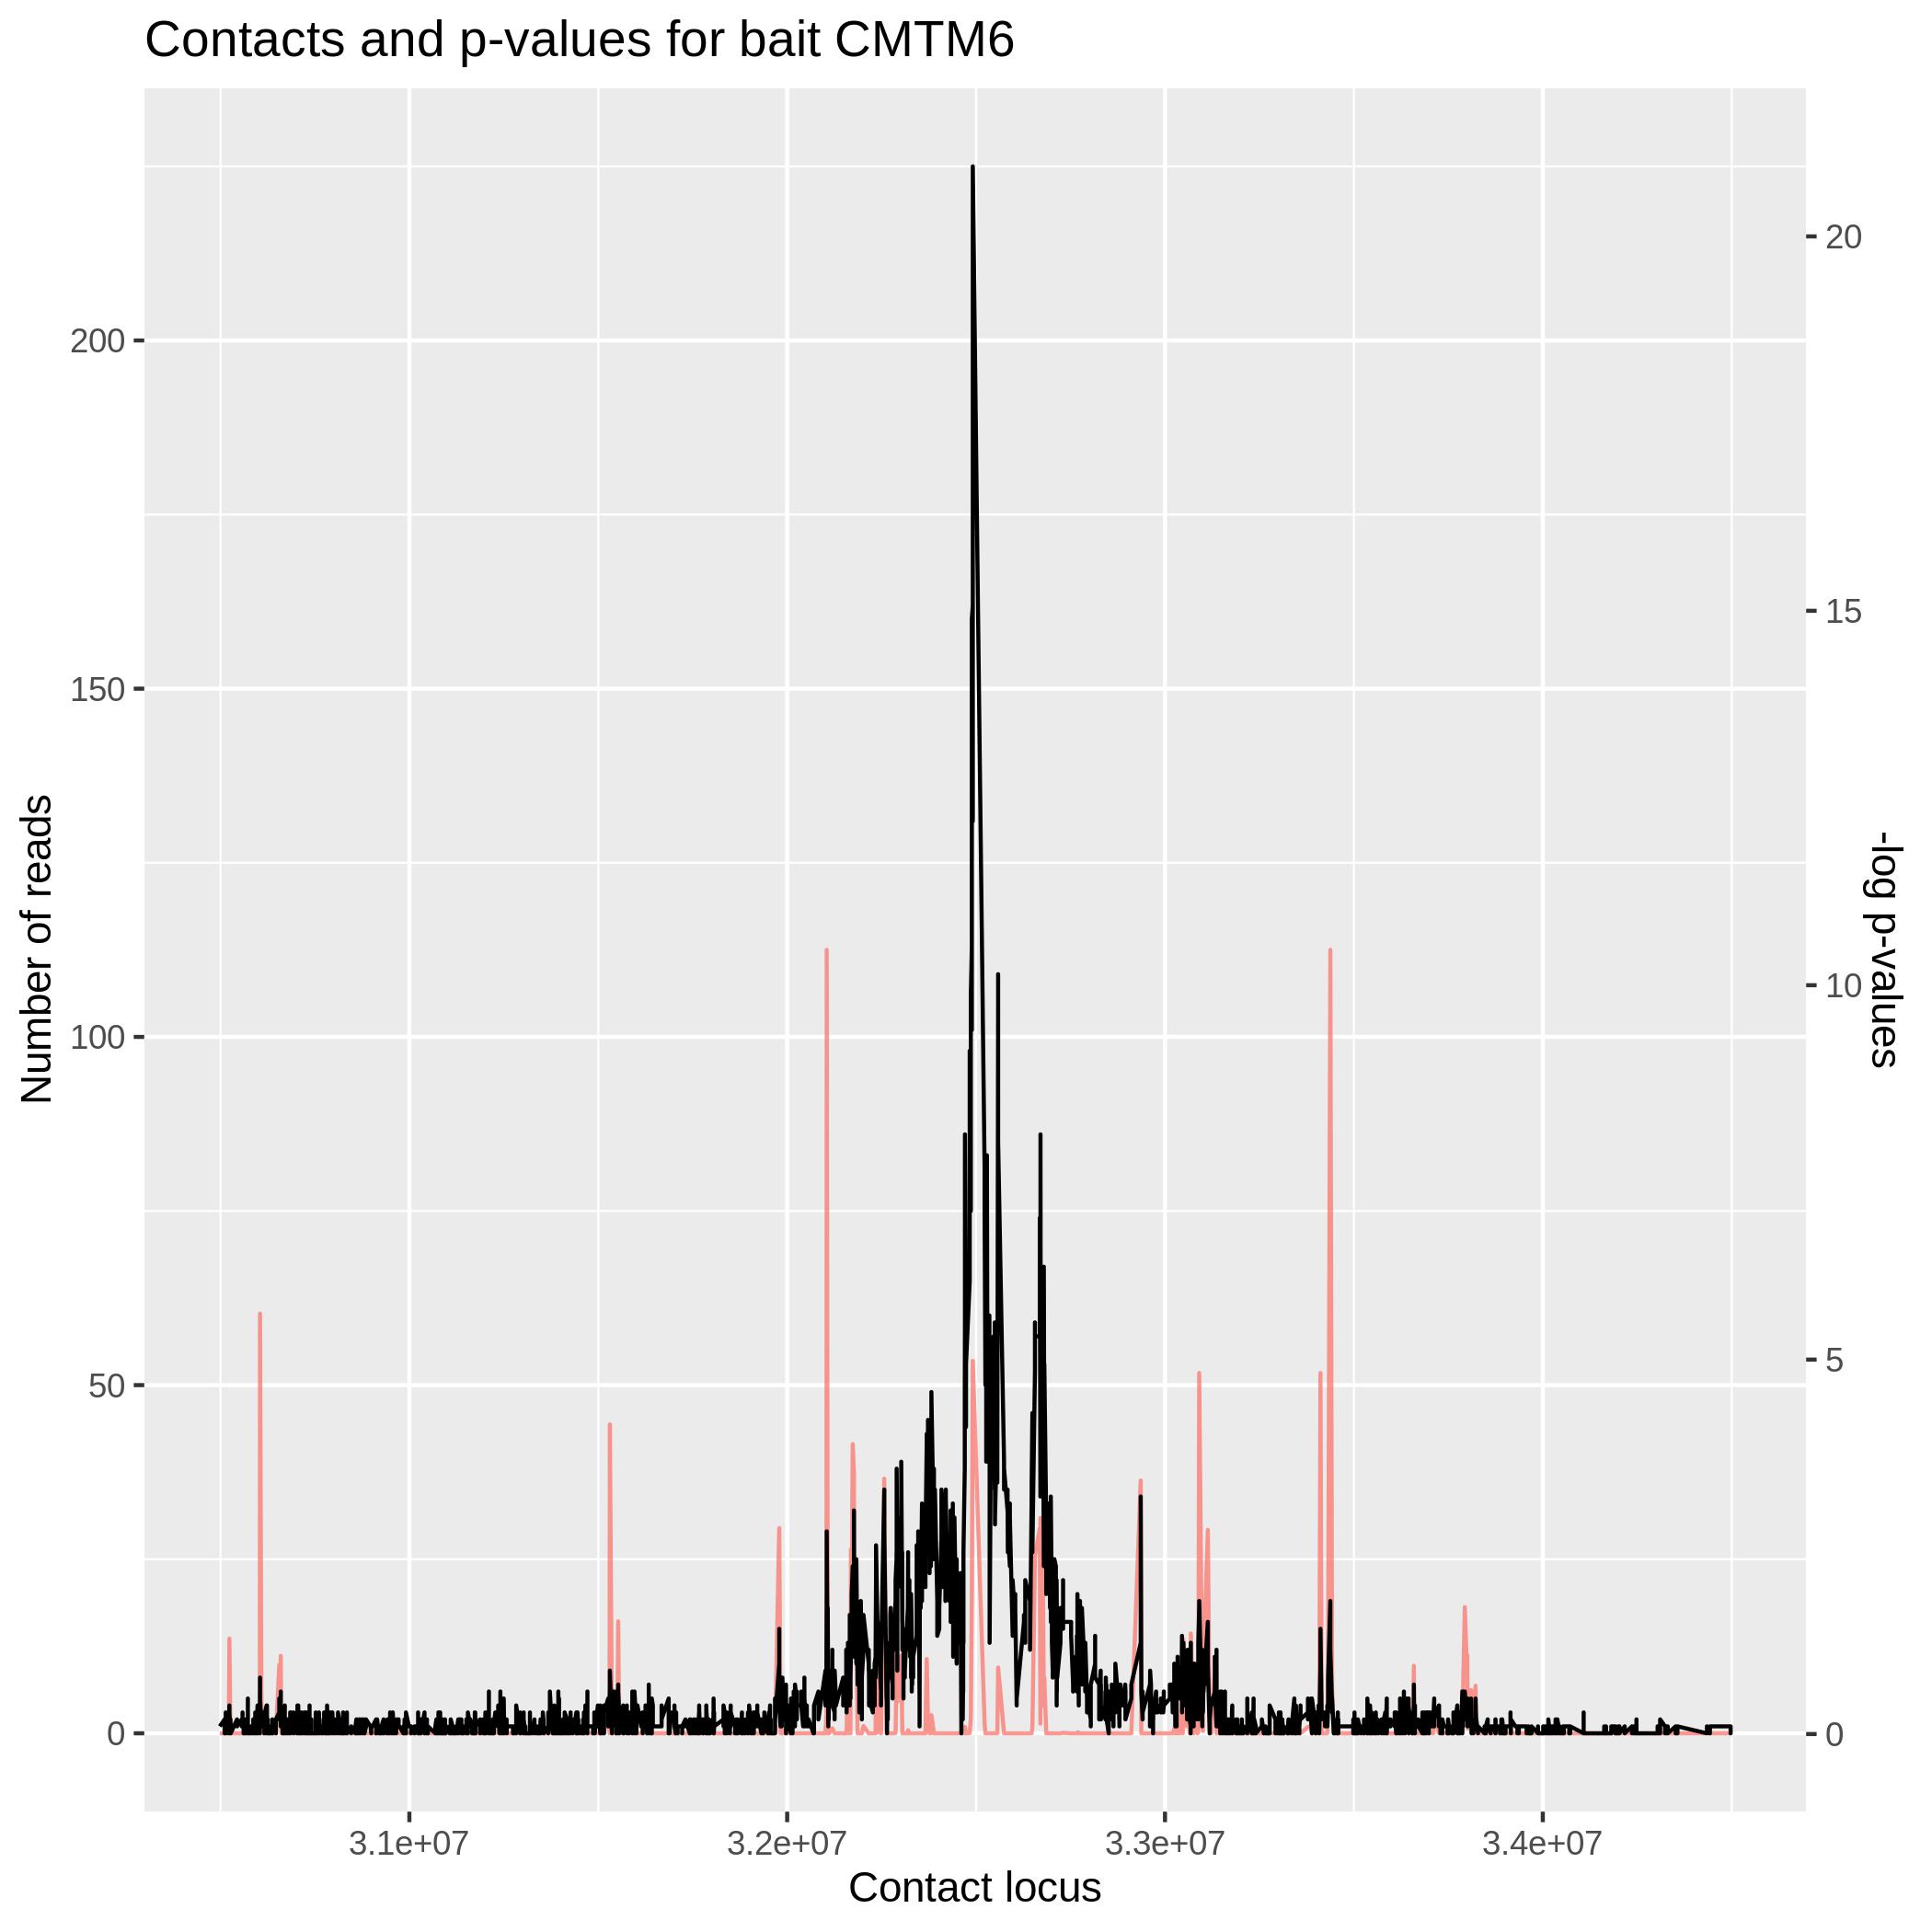 Contacts and p-values for bait CMTM6
200
150
100
50
0
Number of reads
20
15
10
5
0
-log p-values
3.1e+07
3.2e+07
3.3e+07
3.4e+07
Contact locus